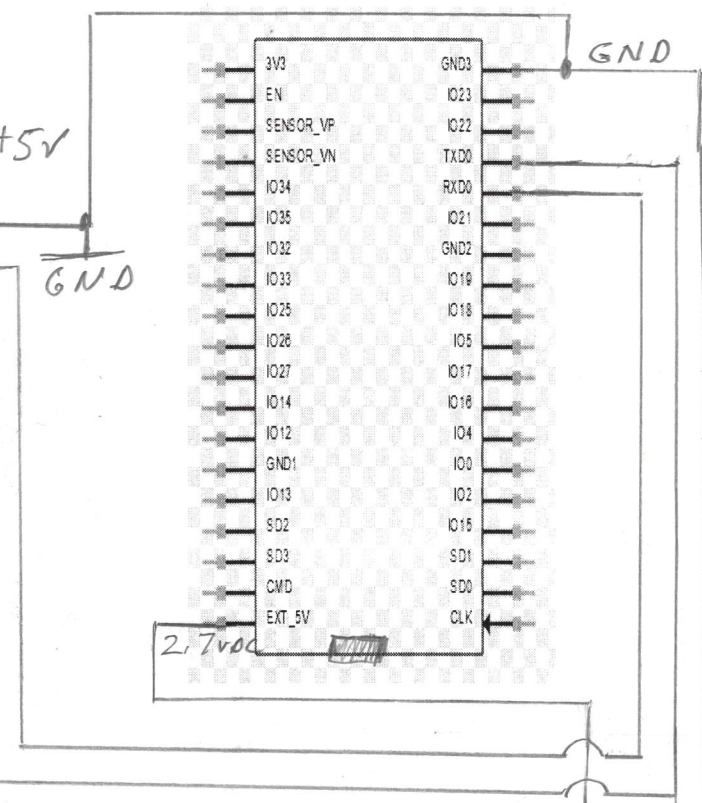 GND
+5V
GND
3V3 GND3
EN IO23
SENSOR_VP IO22
SENSOR_VN TXD0
IO34 RXD0
IO35 IO21
IO32 GND2
IO33 IO19
IO25 IO18
IO26 IO5
IO27 IO17
IO14 IO16
IO12 IO4
GND1 IO0
IO13 IO2
SD2 IO15
SD3 SD1
CMD SD0
EXT_5V CLK
2.7VDC